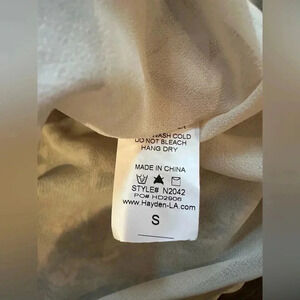 WASH COLD
DO NOT BLEACH
HANG DRY
MADE IN CHINA
STYLE# N2042
PO# HD2906
www.Hayden-LA.com
S